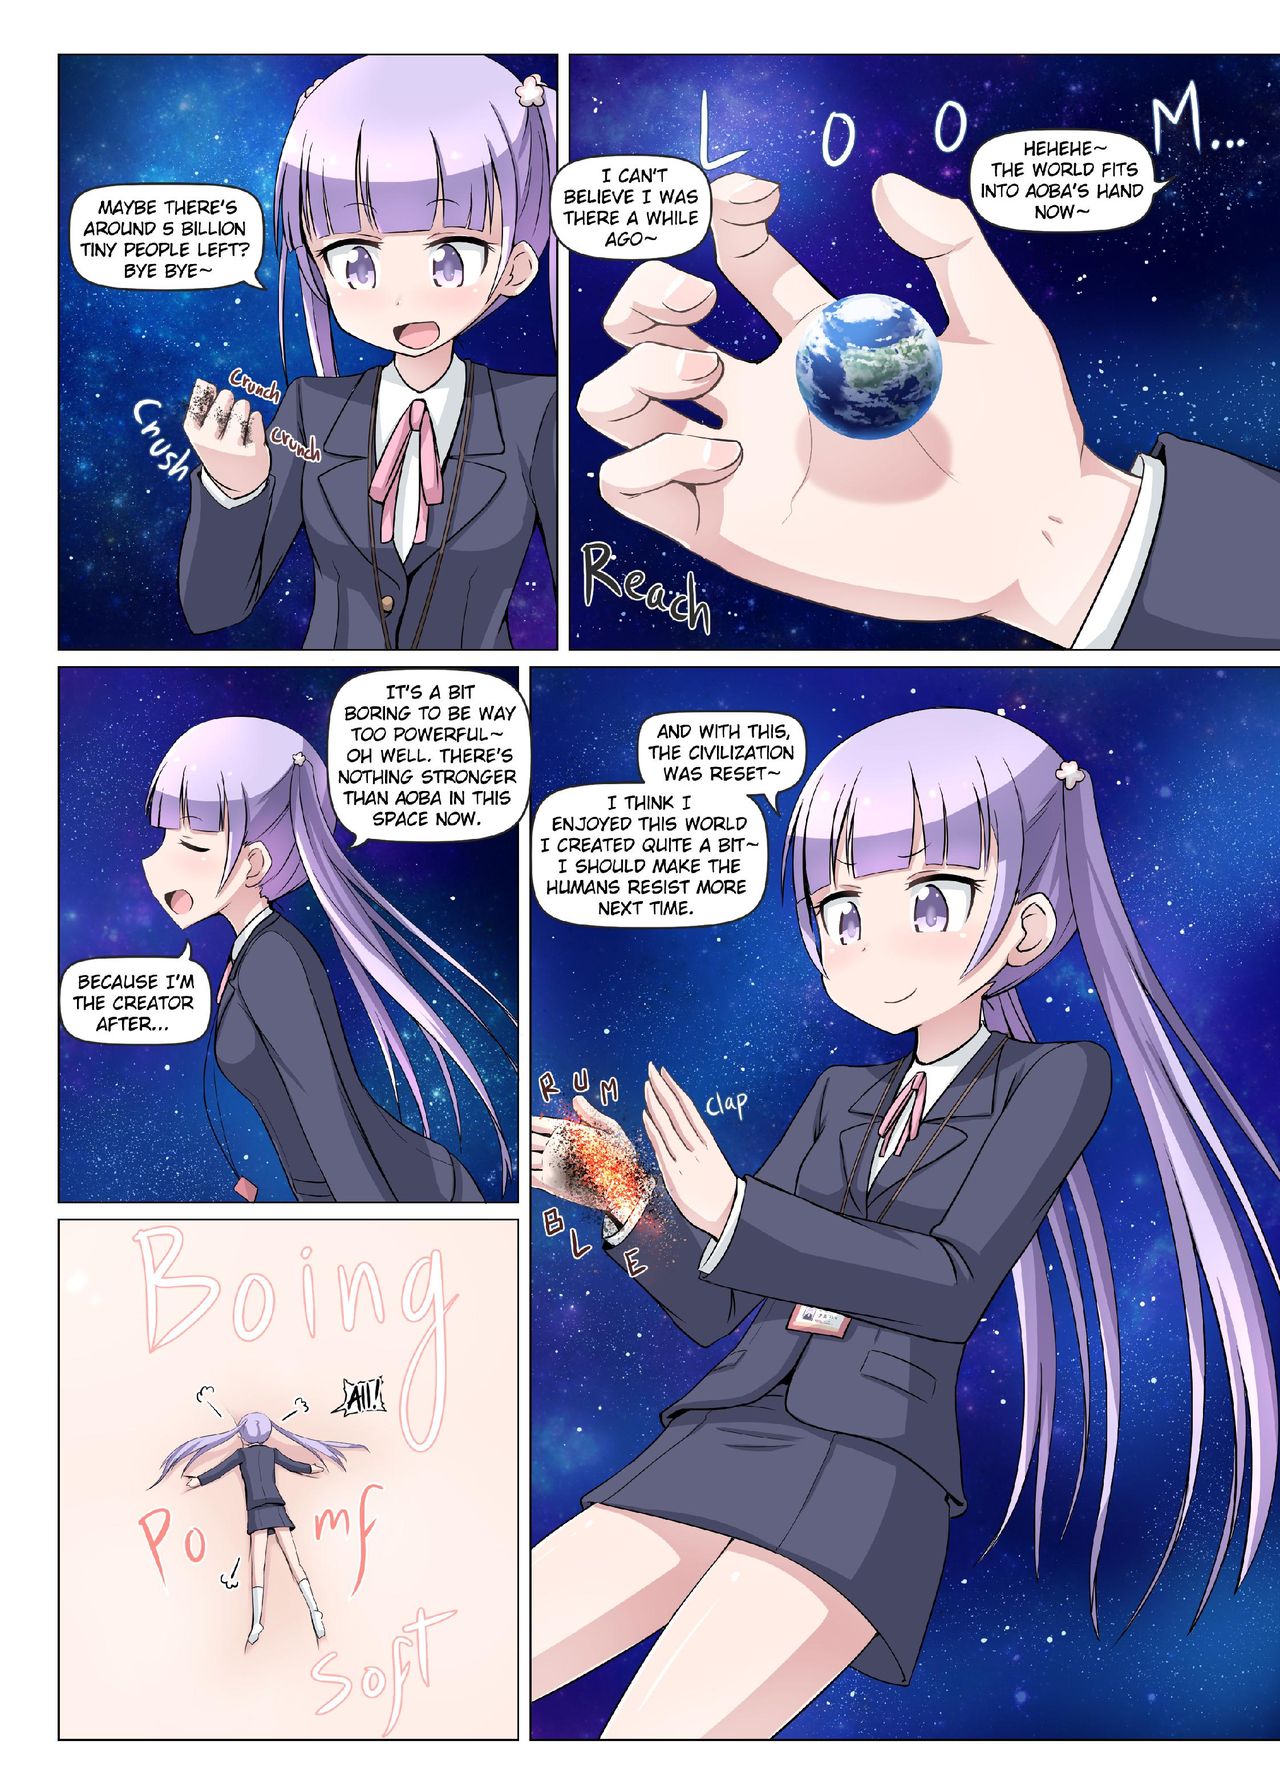 LOOM...
HEHEHE~
THE WORLD FITS
INTO AOBA'S HAND
NOW~
I CAN'T
BELIEVE I WAS
THERE A WHILE
AGO~
Reach
MAYBE THERE'S
AROUND 5 BILLION
TINY PEOPLE LEFT?
BYE BYE~
crunch
crunch
Crush
AND WITH THIS,
THE CIVILIZATION
WAS RESET~
I THINK I
ENJOYED THIS WORLD
I CREATED QUITE A BIT~
I SHOULD MAKE THE
HUMANS RESIST MORE
NEXT TIME.
clap
RUMBLE
IT'S A BIT
BORING TO BE WAY
TOO POWERFUL~
OH WELL. THERE'S
NOTHING STRONGER
THAN AOBA IN THIS
SPACE NOW.
BECAUSE I'M
THE CREATOR
AFTER...
Boing
All!
Pomf
soft